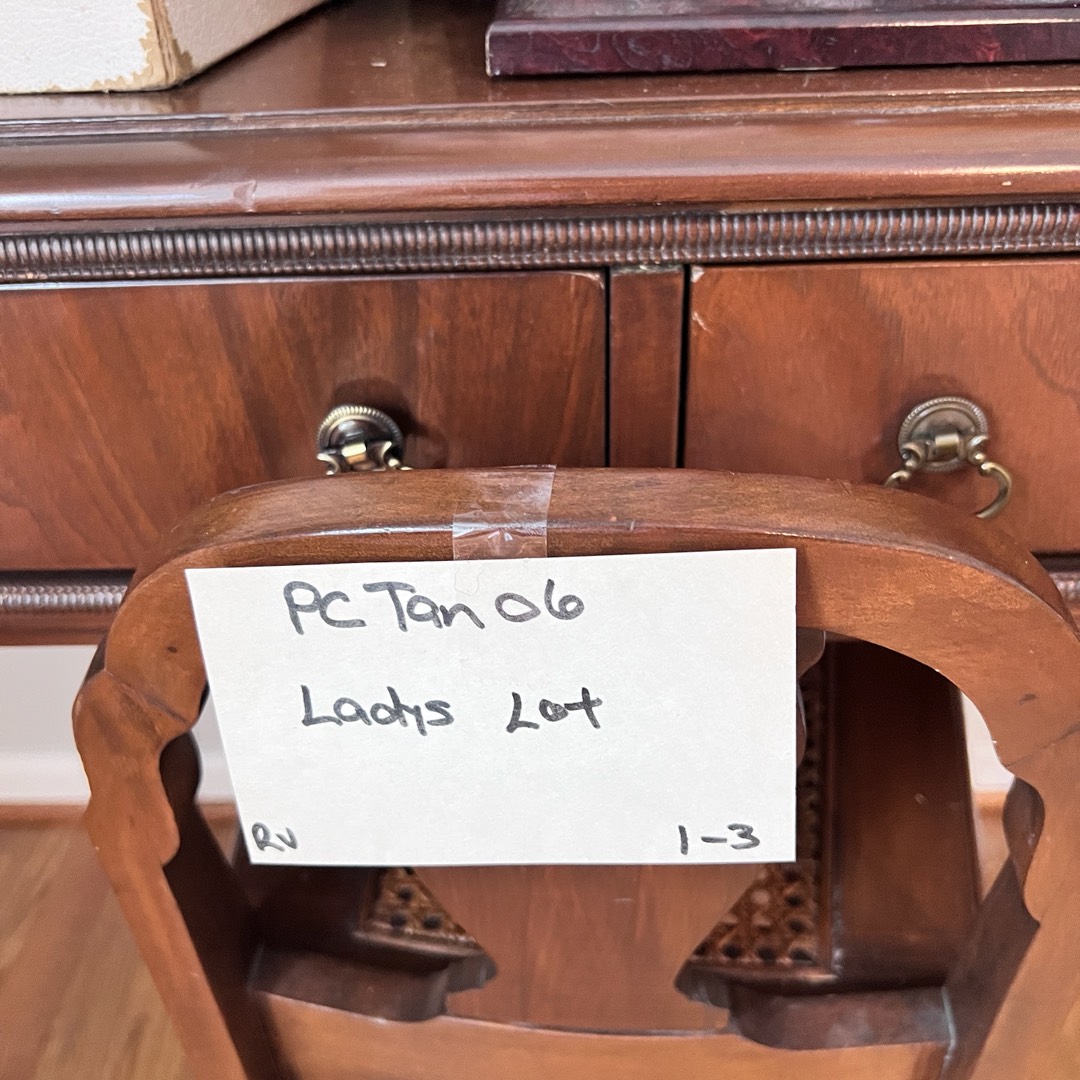 PC Tan 06
Ladys Lot
RV 1-3